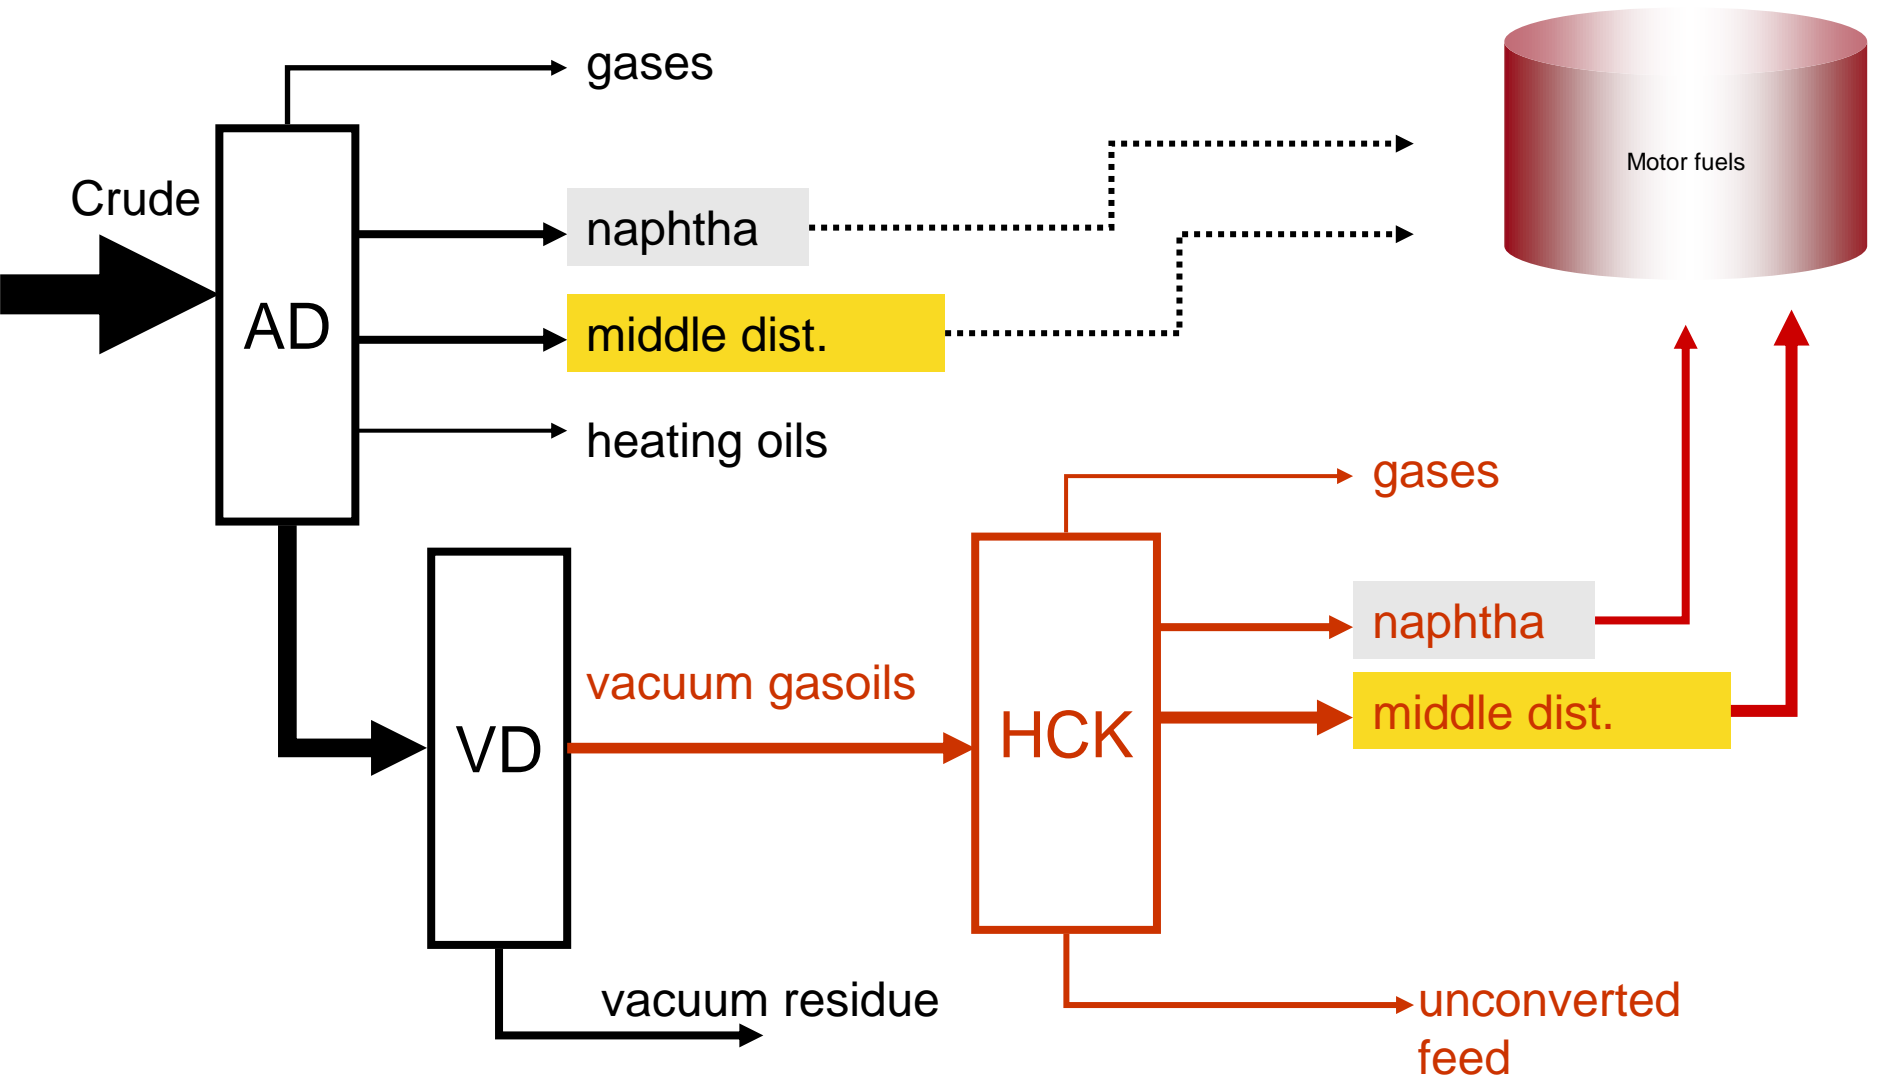 gases
Motor fuels
Crude
naphtha
AD
middle dist.
heating oils
gases
naphtha
vacuum gasoils
middle dist.
VD
HCK
vacuum residue
unconverted
feed